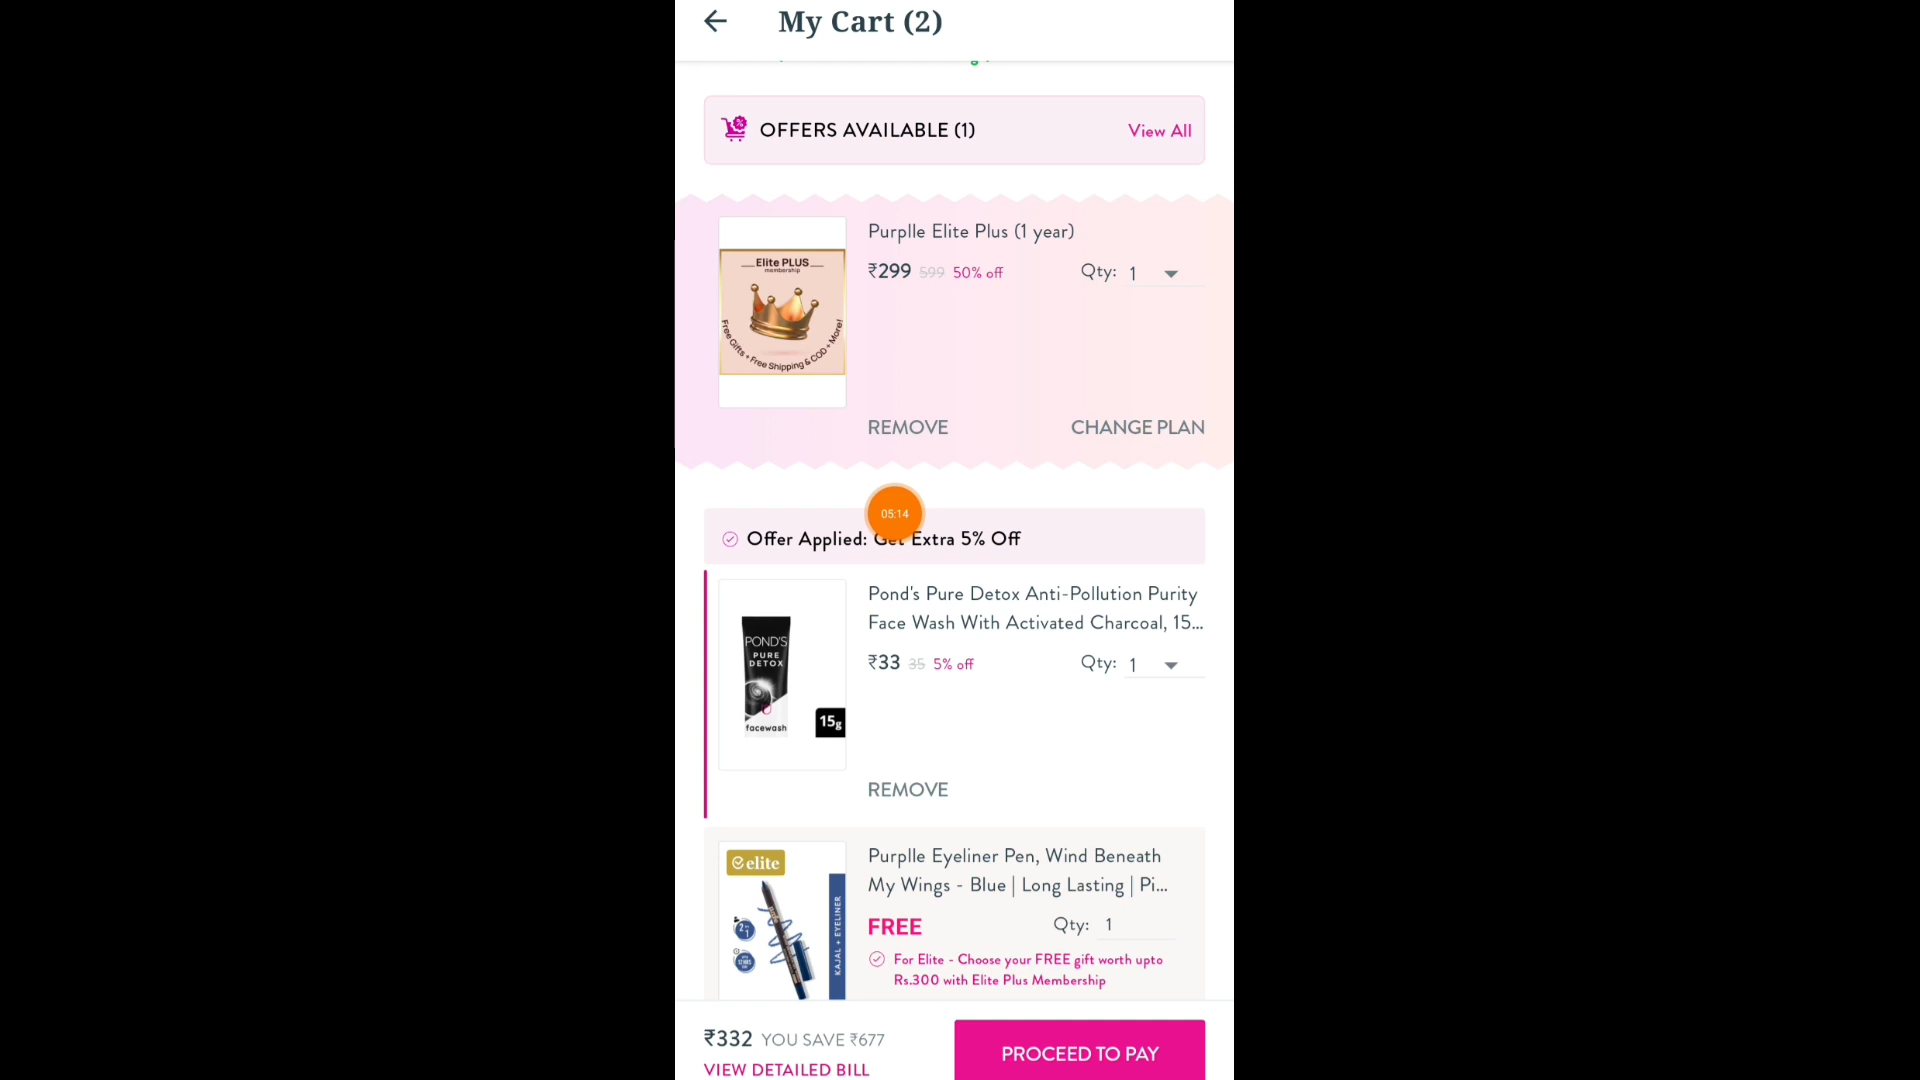 My Cart (2)
OFFERS AVAILABLE (1)
View All
Elite PLUS
membership
Free Gifts + Free Shipping & COD + More!
Purplle Elite Plus (1 year)
₹299 599 50% off
Qty: 1
REMOVE
CHANGE PLAN
05:14
Offer Applied: Get Extra 5% Off
POND'S
PURE
DETOX
facewash
15g
Pond's Pure Detox Anti-Pollution Purity
Face Wash With Activated Charcoal, 15...
₹33 35 5% off
Qty: 1
REMOVE
elite
KAJAL + EYELINER
Purplle Eyeliner Pen, Wind Beneath
My Wings - Blue | Long Lasting | Pi...
FREE
Qty: 1
For Elite - Choose your FREE gift worth upto
Rs.300 with Elite Plus Membership
₹332 YOU SAVE ₹677
VIEW DETAILED BILL
PROCEED TO PAY